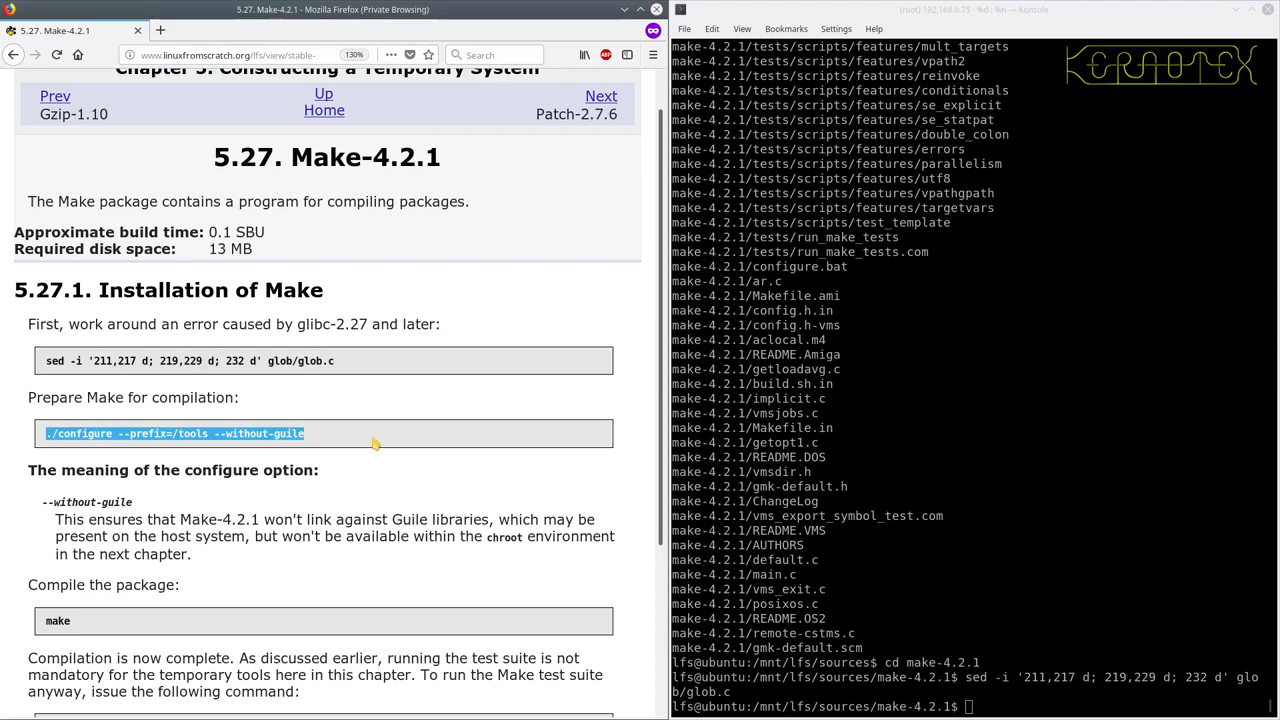 5.27. Make-4.2.1 - Mozilla Firefox (Private Browsing)
5.27. Make-4.2.1
www.linuxfromscratch.org/lfs/view/stable-
130%
Search
Chapter 5. Constructing a Temporary System
Prev
Up
Next
Gzip-1.10
Home
Patch-2.7.6
5.27. Make-4.2.1
The Make package contains a program for compiling packages.
Approximate build time: 0.1 SBU
Required disk space: 13 MB
5.27.1. Installation of Make
First, work around an error caused by glibc-2.27 and later:
sed -i '211,217 d; 219,229 d; 232 d' glob/glob.c
Prepare Make for compilation:
./configure --prefix=/tools --without-guile
The meaning of the configure option:
--without-guile
This ensures that Make-4.2.1 won't link against Guile libraries, which may be
present on the host system, but won't be available within the chroot environment
in the next chapter.
Compile the package:
make
Compilation is now complete. As discussed earlier, running the test suite is not
mandatory for the temporary tools here in this chapter. To run the Make test suite
anyway, issue the following command:
(root) 192.168.0.75 - %d : %n — Konsole
File Edit View Bookmarks Settings Help
KERAOTEX
make-4.2.1/tests/scripts/features/mult_targets
make-4.2.1/tests/scripts/features/vpath2
make-4.2.1/tests/scripts/features/reinvoke
make-4.2.1/tests/scripts/features/conditionals
make-4.2.1/tests/scripts/features/se_explicit
make-4.2.1/tests/scripts/features/se_statpat
make-4.2.1/tests/scripts/features/double_colon
make-4.2.1/tests/scripts/features/errors
make-4.2.1/tests/scripts/features/parallelism
make-4.2.1/tests/scripts/features/utf8
make-4.2.1/tests/scripts/features/vpathgpath
make-4.2.1/tests/scripts/features/targetvars
make-4.2.1/tests/scripts/test_template
make-4.2.1/tests/run_make_tests
make-4.2.1/tests/run_make_tests.com
make-4.2.1/configure.bat
make-4.2.1/ar.c
make-4.2.1/Makefile.ami
make-4.2.1/config.h.in
make-4.2.1/config.h-vms
make-4.2.1/aclocal.m4
make-4.2.1/README.Amiga
make-4.2.1/getloadavg.c
make-4.2.1/build.sh.in
make-4.2.1/implicit.c
make-4.2.1/vmsjobs.c
make-4.2.1/Makefile.in
make-4.2.1/getopt1.c
make-4.2.1/README.DOS
make-4.2.1/vmsdir.h
make-4.2.1/gmk-default.h
make-4.2.1/ChangeLog
make-4.2.1/vms_export_symbol_test.com
make-4.2.1/README.VMS
make-4.2.1/AUTHORS
make-4.2.1/default.c
make-4.2.1/main.c
make-4.2.1/vms_exit.c
make-4.2.1/posixos.c
make-4.2.1/README.OS2
make-4.2.1/remote-cstms.c
make-4.2.1/gmk-default.scm
lfs@ubuntu:/mnt/lfs/sources$ cd make-4.2.1
lfs@ubuntu:/mnt/lfs/sources/make-4.2.1$ sed -i '211,217 d; 219,229 d; 232 d' glo
b/glob.c
lfs@ubuntu:/mnt/lfs/sources/make-4.2.1$